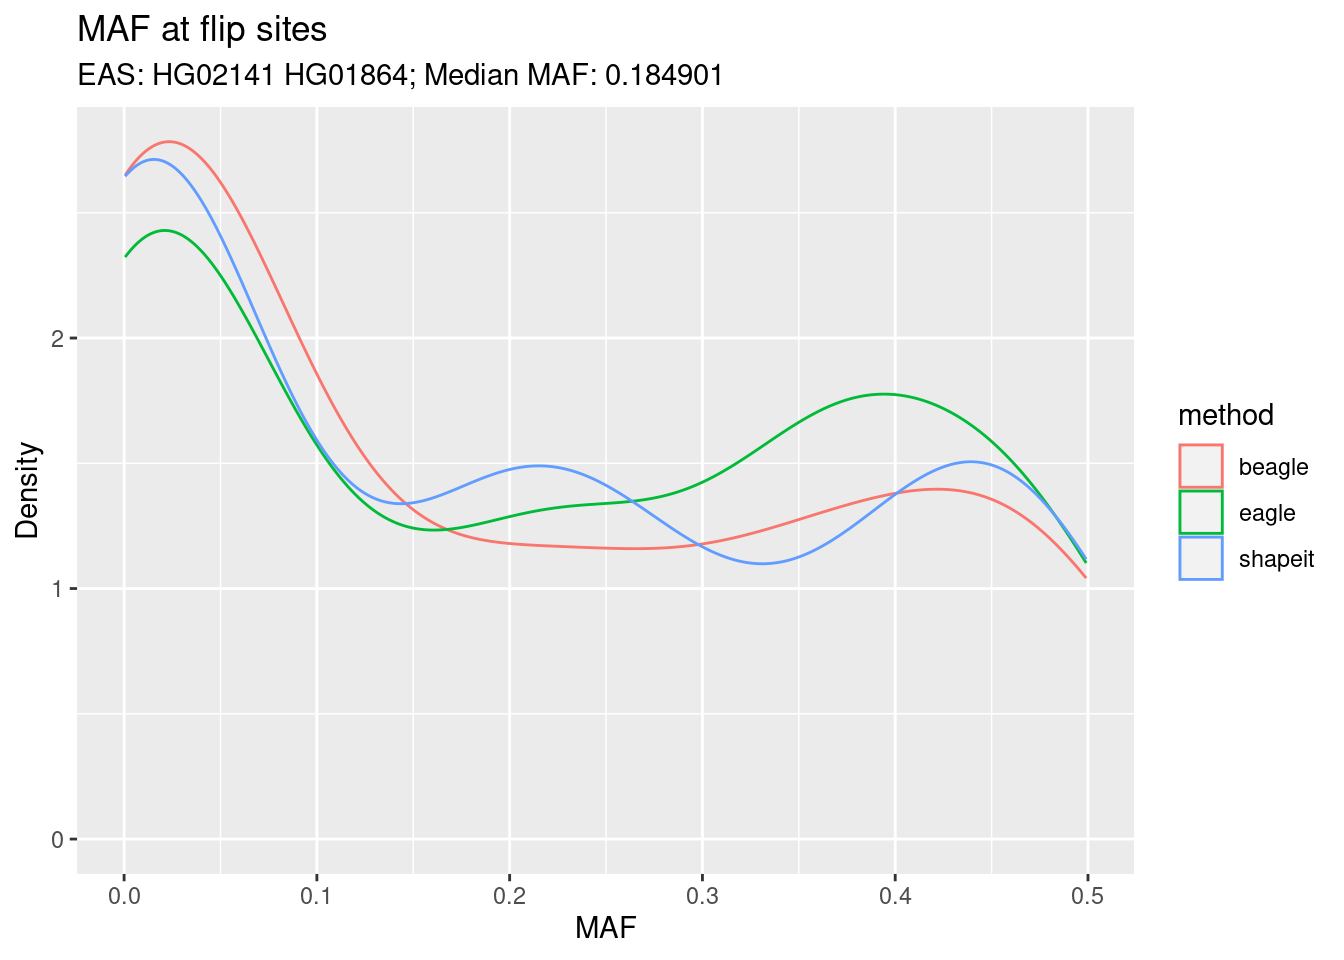 MAF at flip sites
EAS: HG02141 HG01864; Median MAF: 0.184901
Density
2
1
0
0.0 0.1 0.2 0.3 0.4 0.5
MAF
method
beagle
eagle
shapeit